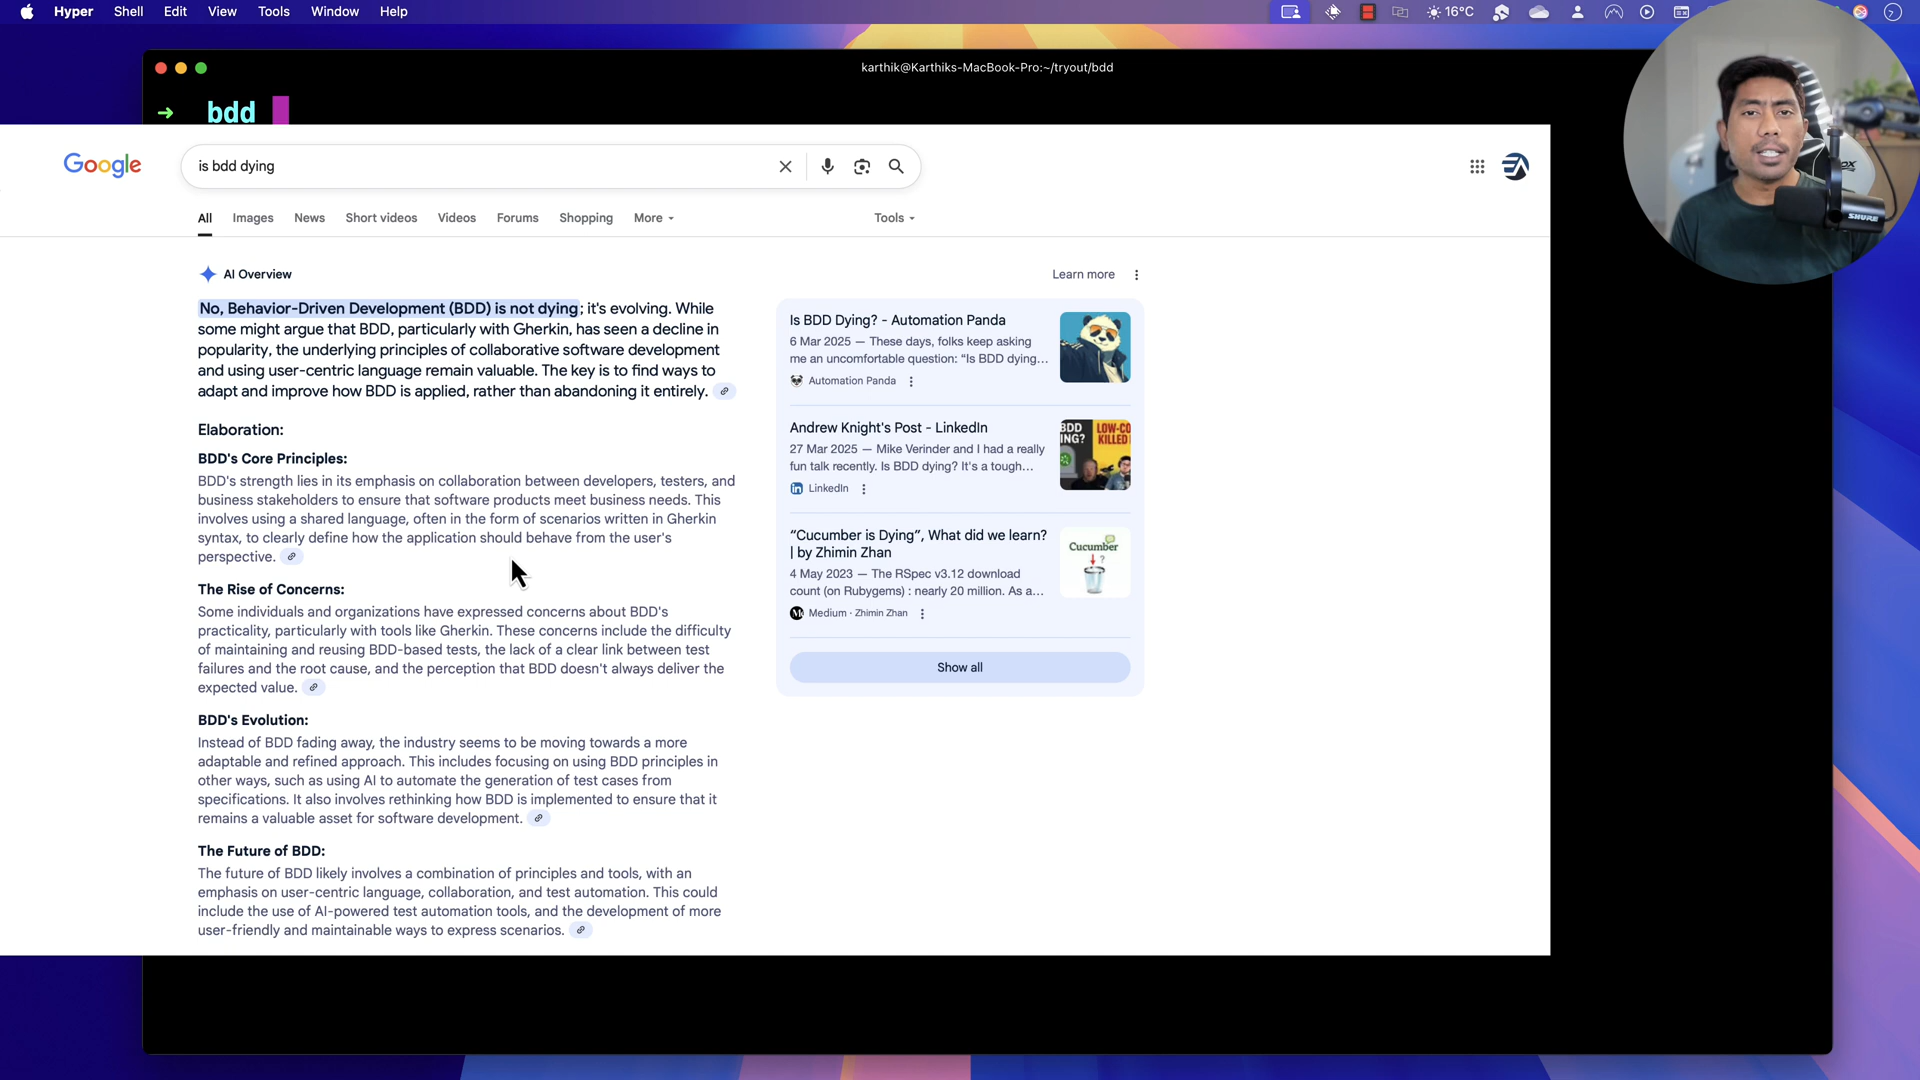 Hyper Shell Edit View Tools Window Help
16°C
karthik@Karthiks-MacBook-Pro:~/tryout/bdd
➜ bdd
Google
is bdd dying
All Images News Short videos Videos Forums Shopping More Tools
AI Overview
Learn more
No, Behavior-Driven Development (BDD) is not dying; it's evolving. While
some might argue that BDD, particularly with Gherkin, has seen a decline in
popularity, the underlying principles of collaborative software development
and using user-centric language remain valuable. The key is to find ways to
adapt and improve how BDD is applied, rather than abandoning it entirely.
Elaboration:
BDD's Core Principles:
BDD's strength lies in its emphasis on collaboration between developers, testers, and
business stakeholders to ensure that software products meet business needs. This
involves using a shared language, often in the form of scenarios written in Gherkin
syntax, to clearly define how the application should behave from the user's
perspective.
The Rise of Concerns:
Some individuals and organizations have expressed concerns about BDD's
practicality, particularly with tools like Gherkin. These concerns include the difficulty
of maintaining and reusing BDD-based tests, the lack of a clear link between test
failures and the root cause, and the perception that BDD doesn't always deliver the
expected value.
BDD's Evolution:
Instead of BDD fading away, the industry seems to be moving towards a more
adaptable and refined approach. This includes focusing on using BDD principles in
other ways, such as using AI to automate the generation of test cases from
specifications. It also involves rethinking how BDD is implemented to ensure that it
remains a valuable asset for software development.
The Future of BDD:
The future of BDD likely involves a combination of principles and tools, with an
emphasis on user-centric language, collaboration, and test automation. This could
include the use of AI-powered test automation tools, and the development of more
user-friendly and maintainable ways to express scenarios.
Is BDD Dying? - Automation Panda
6 Mar 2025 — These days, folks keep asking
me an uncomfortable question: “Is BDD dying...
Automation Panda
Andrew Knight's Post - LinkedIn
27 Mar 2025 — Mike Verinder and I had a really
fun talk recently. Is BDD dying? It's a tough...
LinkedIn
BDD
ING?
LOW-CO
KILLED
“Cucumber is Dying”, What did we learn?
| by Zhimin Zhan
4 May 2023 — The RSpec v3.12 download
count (on Rubygems) : nearly 20 million. As a...
Medium · Zhimin Zhan
Cucumber
?
Show all
SHURE